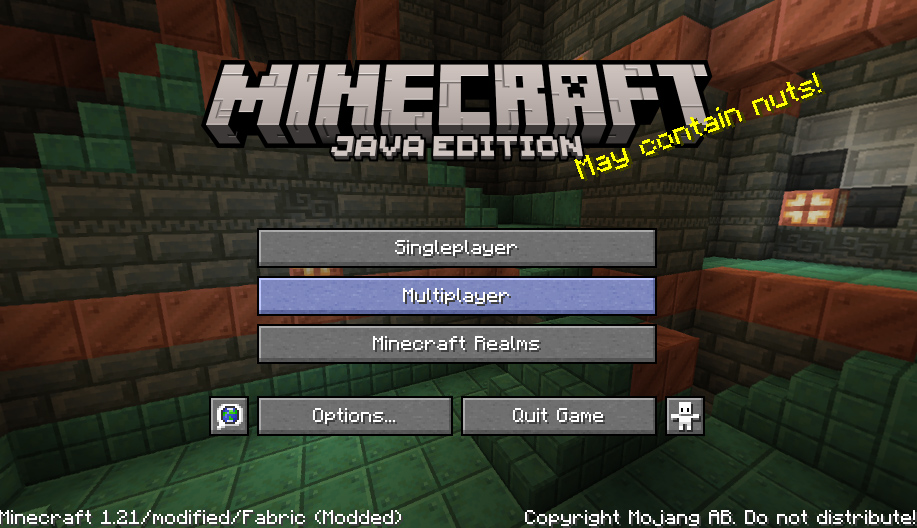 MINECRAFT
JAVA EDITION
May contain nuts!
Singleplayer
Multiplayer
Minecraft Realms
Options...
Quit Game
Minecraft 1.21/modified/Fabric (Modded)
Copyright Mojang AB. Do not distribute!